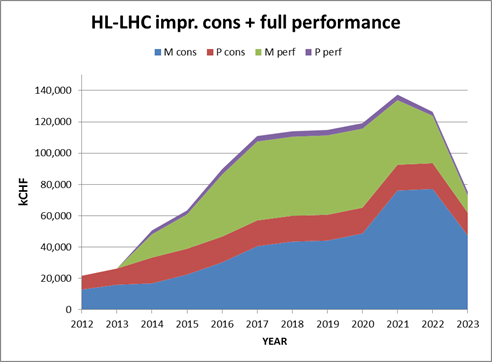 HL-LHC impr. cons + full performance
M cons P cons M perf P perf
140,000
120,000
100,000
80,000
60,000
40,000
20,000
0
kCHF
2012 2013 2014 2015 2016 2017 2018 2019 2020 2021 2022 2023
YEAR